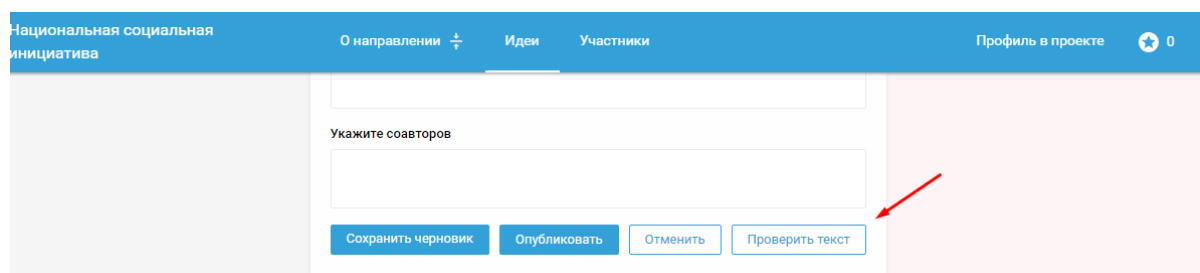 Национальная социальная
инициатива
О направлении Идеи Участники Профиль в проекте 0
Укажите соавторов
Сохранить черновик Опубликовать Отменить Проверить текст